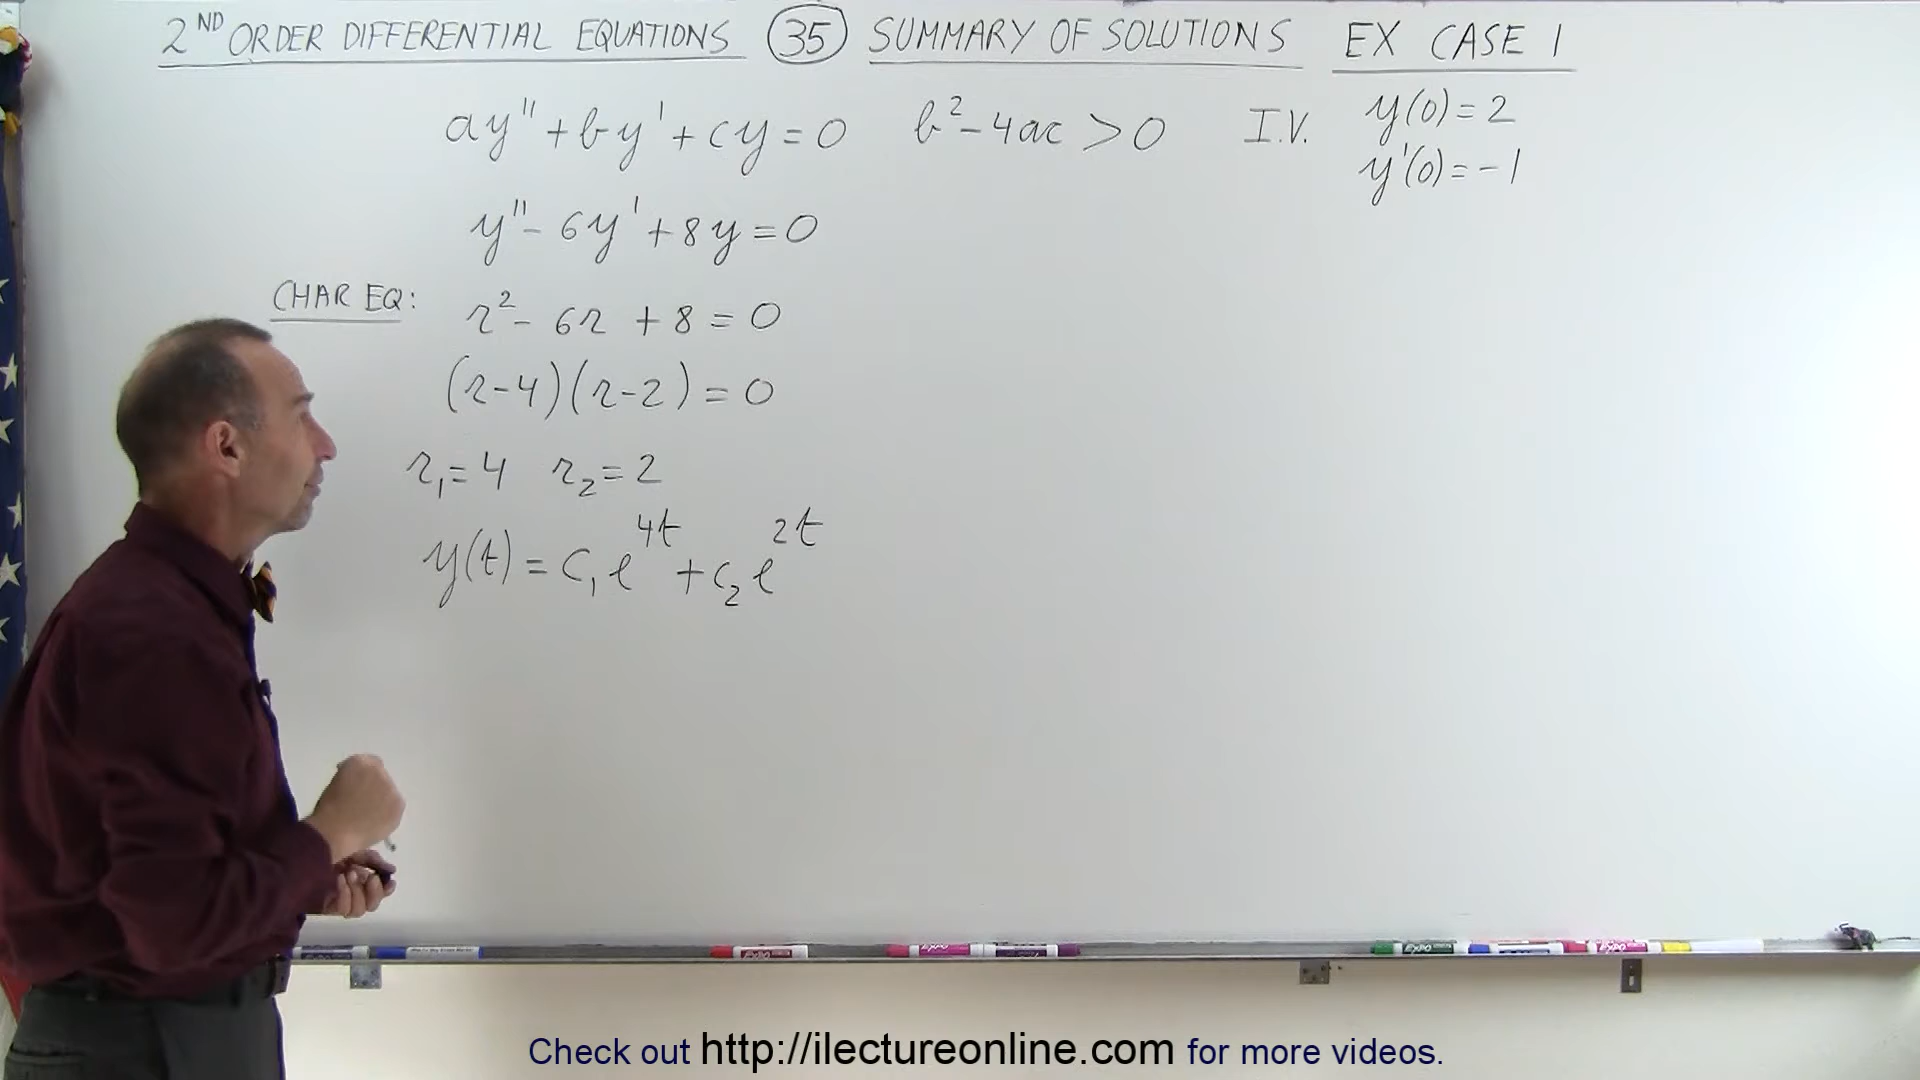 2ND ORDER DIFFERENTIAL EQUATIONS (35) SUMMARY OF SOLUTIONS EX CASE 1
ay'' + by' + cy = 0 b² - 4ac > 0 I.V. y(0) = 2
y'(0) = -1
y'' - 6y' + 8y = 0
CHAR EQ: r² - 6r + 8 = 0
(r-4)(r-2) = 0
r₁ = 4 r₂ = 2
y(t) = c₁e^4t + c₂e^2t
Check out http://ilectureonline.com for more videos.